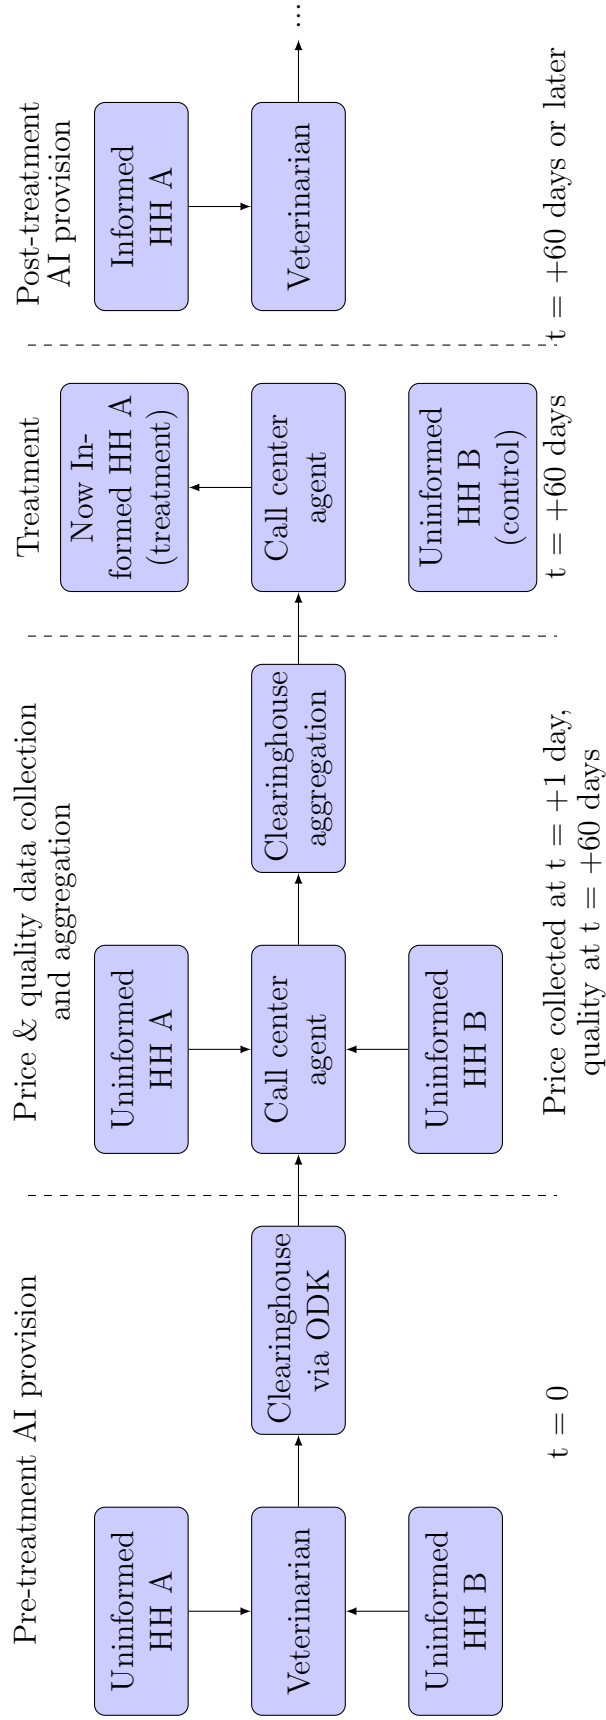 Pre-treatment AI provision
Uninformed
HH A
Veterinarian
Uninformed
HH B
Clearinghouse
via ODK
t = 0
Price & quality data collection
and aggregation
Uninformed
HH A
Call center
agent
Uninformed
HH B
Clearinghouse
aggregation
Price collected at t = +1 day,
quality at t = +60 days
Treatment
Now In-
formed HH A
(treatment)
Call center
agent
Uninformed
HH B
(control)
t = +60 days
Post-treatment
AI provision
Informed
HH A
Veterinarian
...
t = +60 days or later